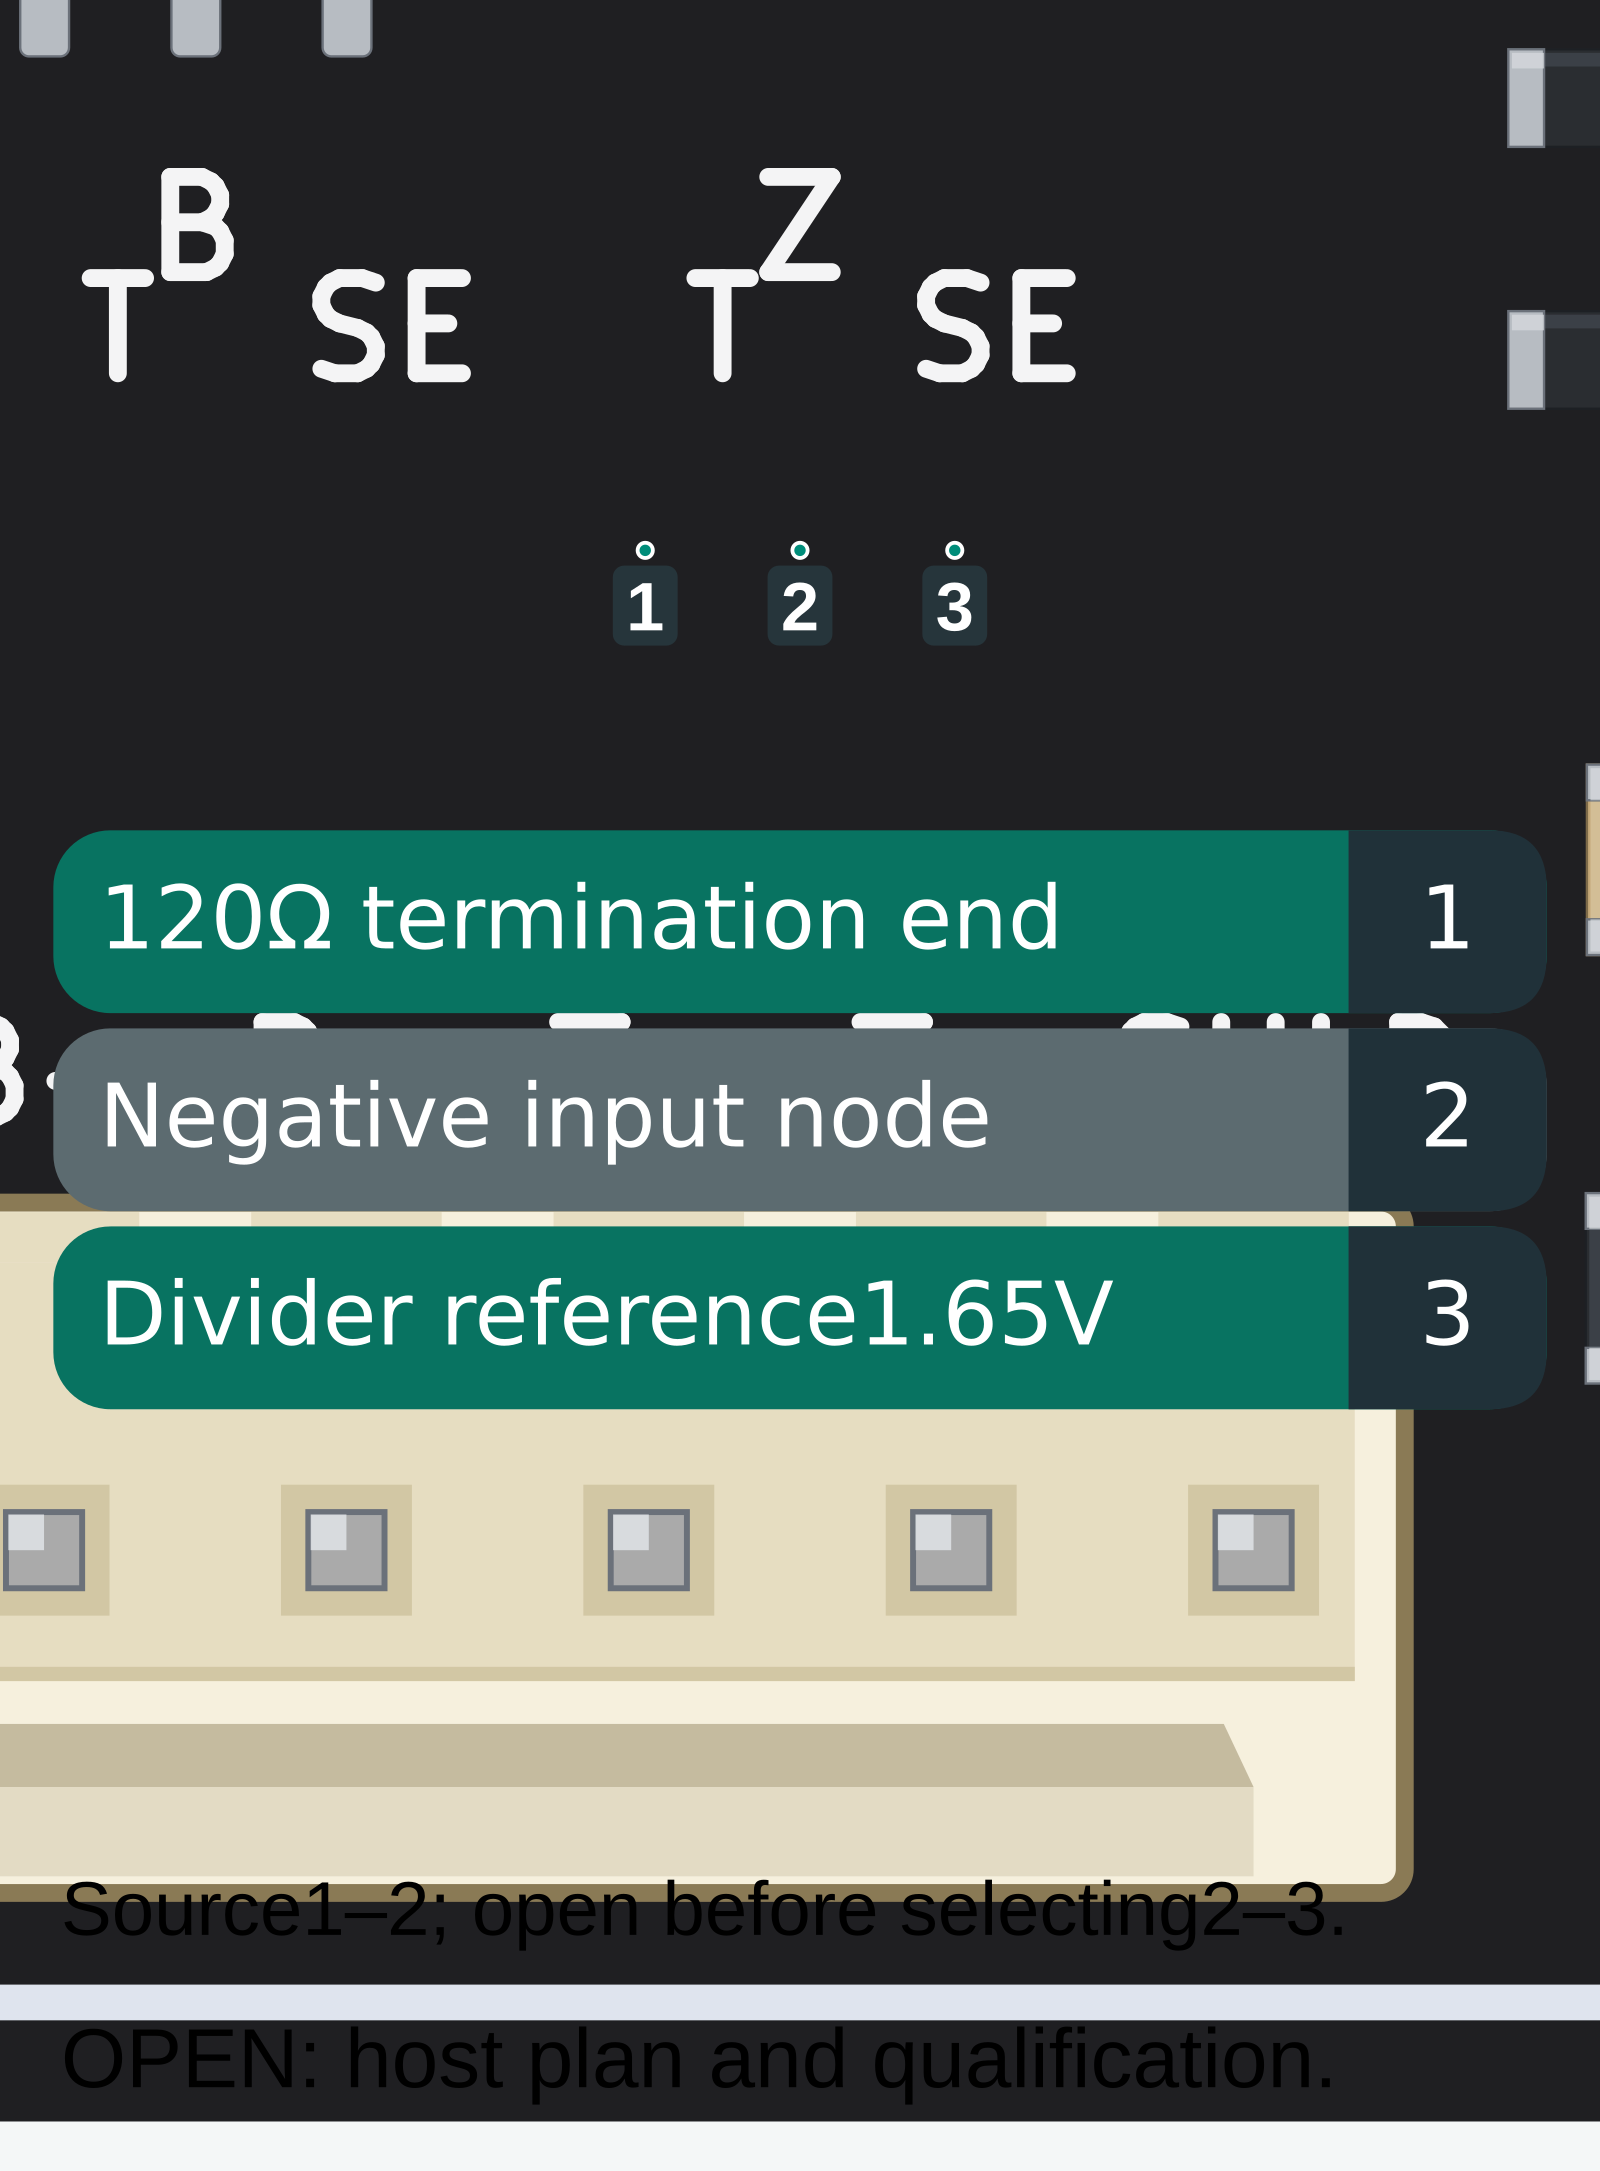 B Z
T SE T SE
1 2 3
120Ω termination end 1
Negative input node 2
Divider reference1.65V 3
Source1–2; open before selecting2–3.
OPEN: host plan and qualification.